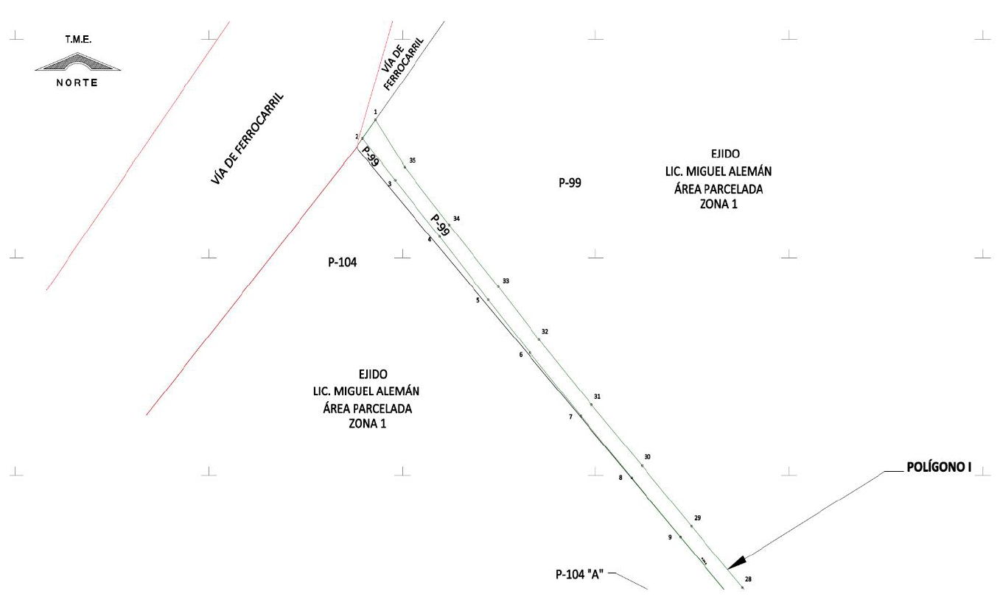 T.M.E.
NORTE
VÍA DE
FERROCARRIL
VÍA DE FERROCARRIL
1
2
P-99
35
3
EJIDO
LIC. MIGUEL ALEMÁN
ÁREA PARCELADA
ZONA 1
P-99
34
P-99
4
P-104
33
5
32
6
EJIDO
LIC. MIGUEL ALEMÁN
ÁREA PARCELADA
ZONA 1
31
7
30
8
POLÍGONO I
29
9
P-104 "A"
28